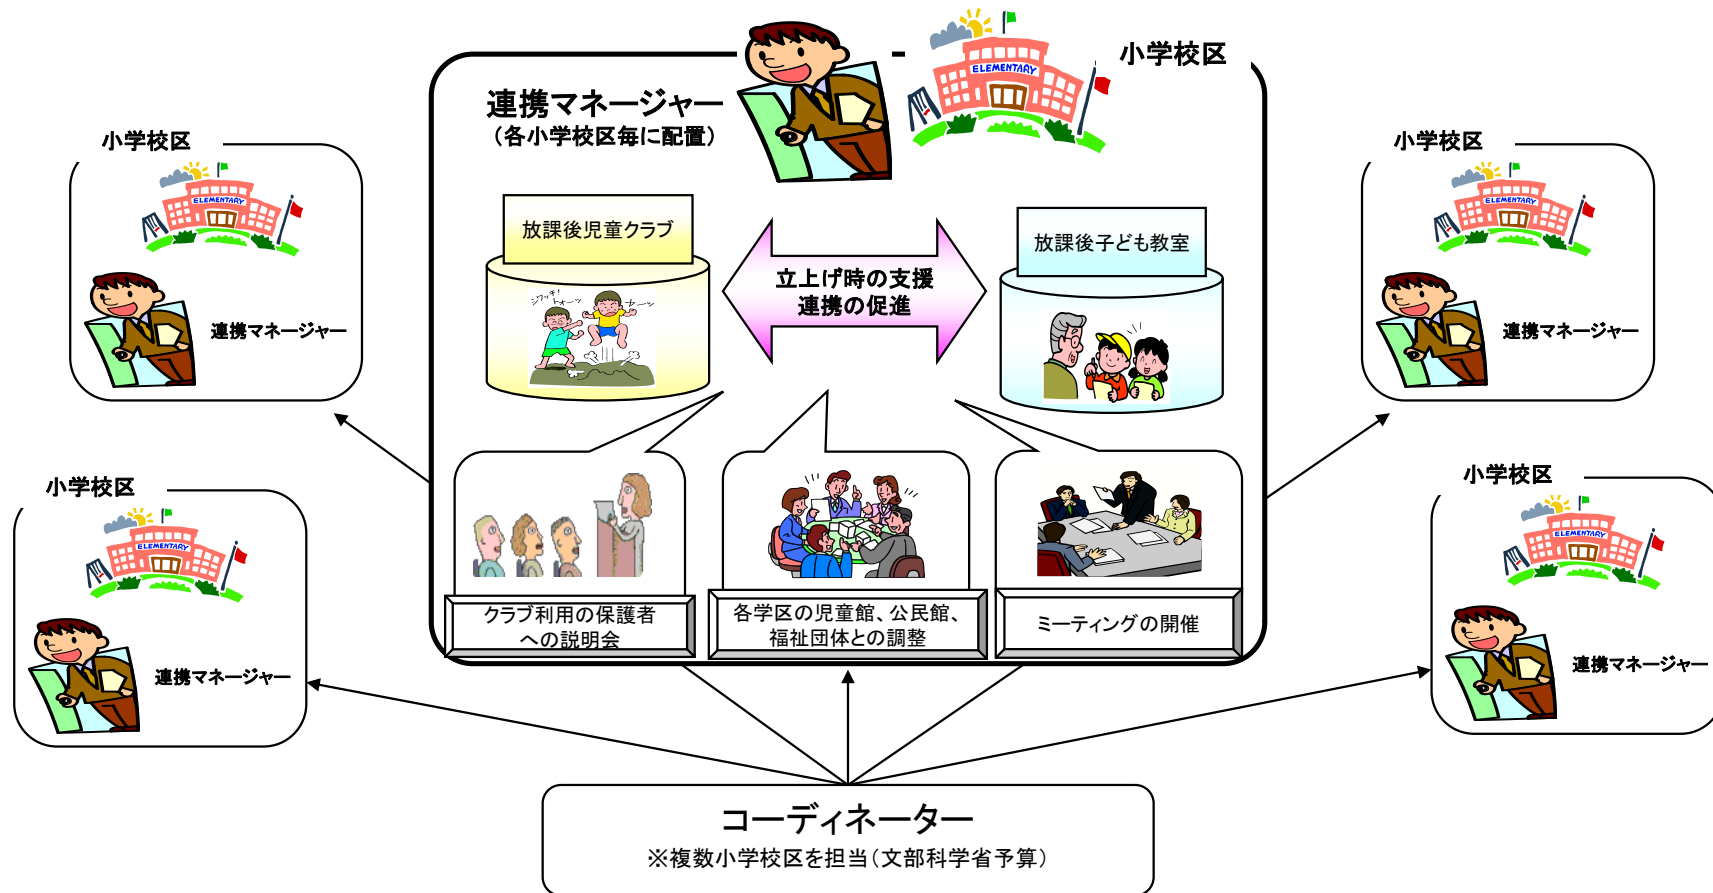 小学校区
連携マネージャー
（各小学校区毎に配置）
ELEMENTARY
放課後児童クラブ
放課後子ども教室
立上げ時の支援
連携の促進
クラブ利用の保護者
への説明会
各学区の児童館、公民館、
福祉団体との調整
ミーティングの開催
小学校区
ELEMENTARY
連携マネージャー
小学校区
ELEMENTARY
連携マネージャー
小学校区
ELEMENTARY
連携マネージャー
小学校区
ELEMENTARY
連携マネージャー
コーディネーター
※複数小学校区を担当（文部科学省予算）